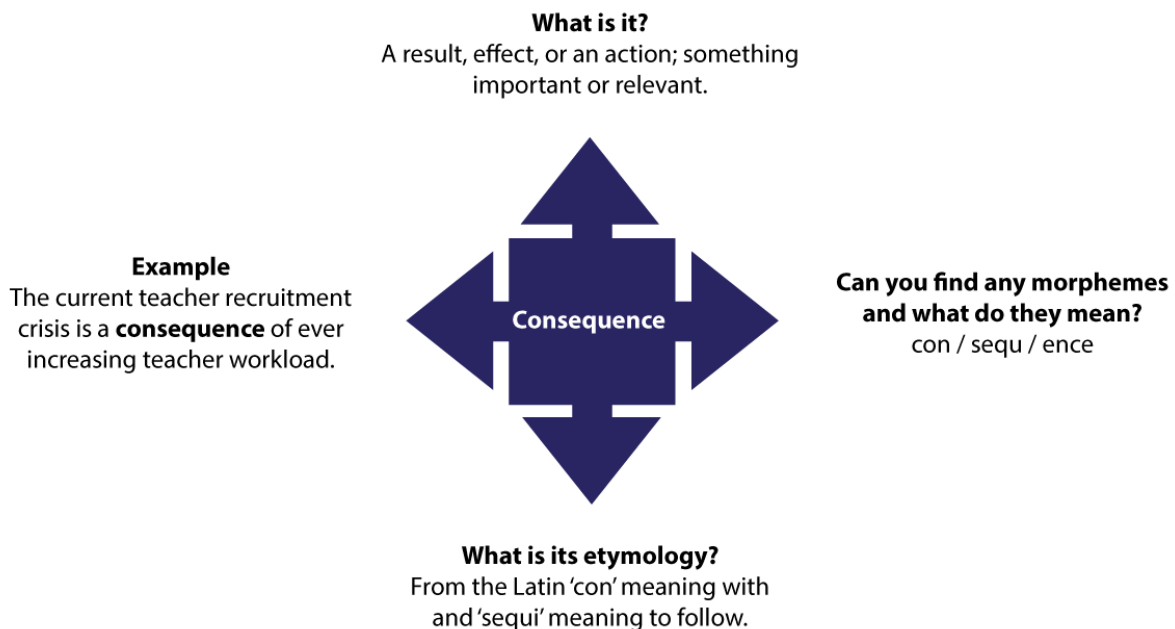 What is it?
A result, effect, or an action; something
important or relevant.
Example
The current teacher recruitment
crisis is a consequence of ever
increasing teacher workload.
Consequence
Can you find any morphemes
and what do they mean?
con / sequ / ence
What is its etymology?
From the Latin ‘con’ meaning with
and ‘sequi’ meaning to follow.